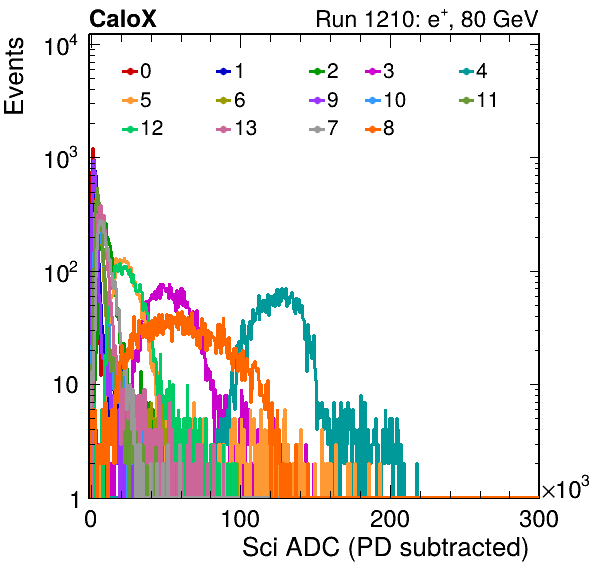 CaloX Run 1210: e⁺, 80 GeV
Events
10⁴
0 1 2 3 4
5 6 9 10 11
12 13 7 8
10³
10²
10
1
0 100 200 300 ×10³
Sci ADC (PD subtracted)